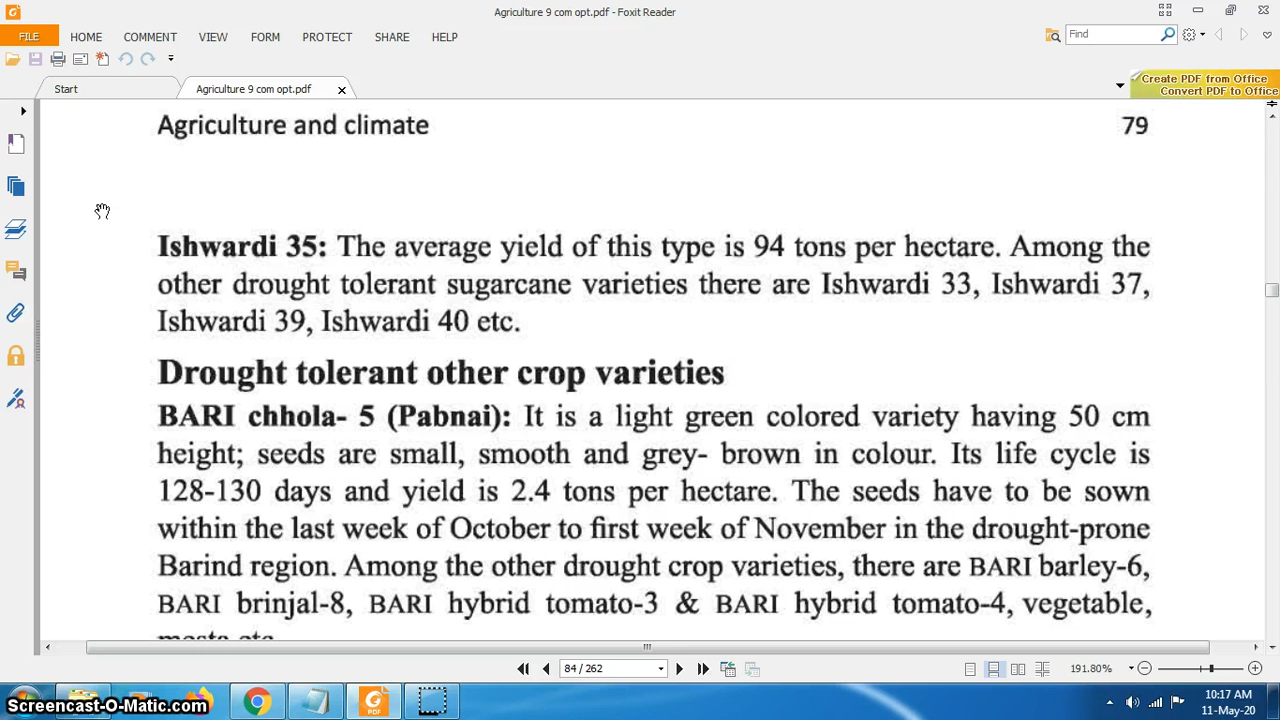 Agriculture 9 com opt.pdf - Foxit Reader
FILE HOME COMMENT VIEW FORM PROTECT SHARE HELP
Find
Start Agriculture 9 com opt.pdf
Create PDF from Office
Convert PDF to Office
Agriculture and climate 79
Ishwardi 35: The average yield of this type is 94 tons per hectare. Among the
other drought tolerant sugarcane varieties there are Ishwardi 33, Ishwardi 37,
Ishwardi 39, Ishwardi 40 etc.
Drought tolerant other crop varieties
BARI chhola- 5 (Pabnai): It is a light green colored variety having 50 cm
height; seeds are small, smooth and grey- brown in colour. Its life cycle is
128-130 days and yield is 2.4 tons per hectare. The seeds have to be sown
within the last week of October to first week of November in the drought-prone
Barind region. Among the other drought crop varieties, there are BARI barley-6,
BARI brinjal-8, BARI hybrid tomato-3 & BARI hybrid tomato-4, vegetable,
mesta etc.
84 / 262 191.80%
Screencast-O-Matic.com
PDF
10:17 AM
11-May-20